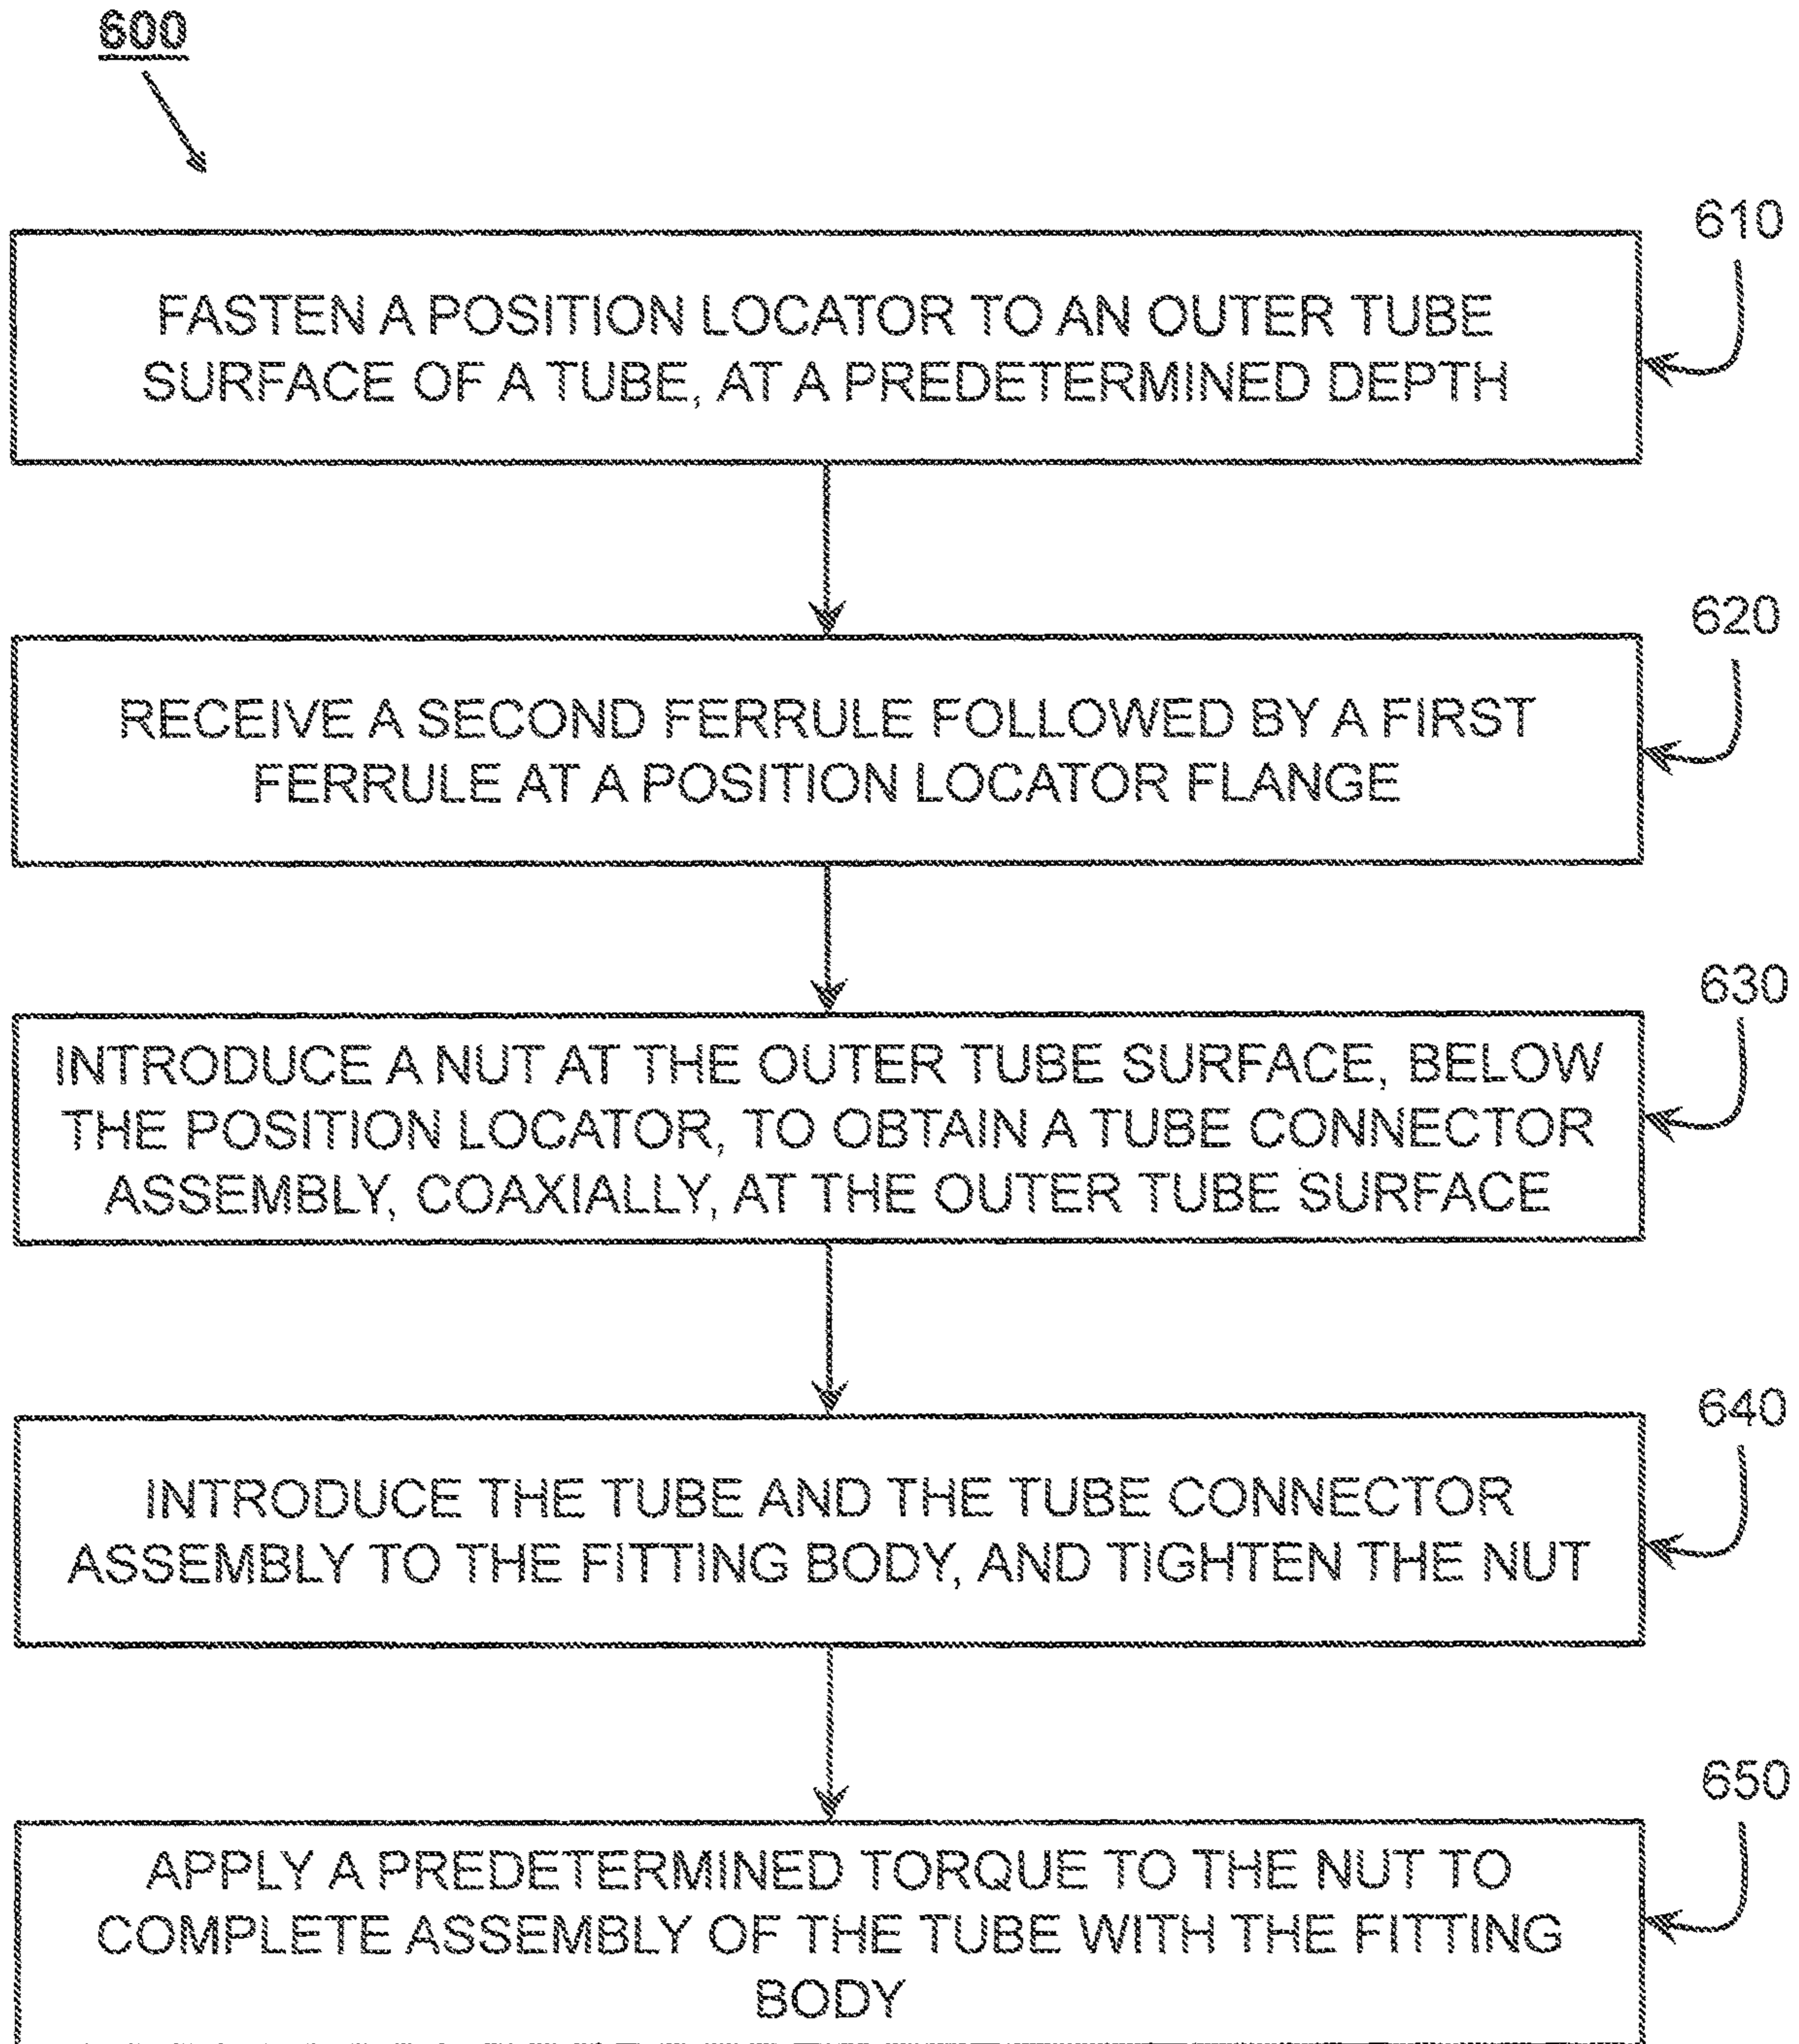 600
610
FASTEN A POSITION LOCATOR TO AN OUTER TUBE
SURFACE OF A TUBE, AT A PREDETERMINED DEPTH
620
RECEIVE A SECOND FERRULE FOLLOWED BY A FIRST
FERRULE AT A POSITION LOCATOR FLANGE
630
INTRODUCE A NUT AT THE OUTER TUBE SURFACE, BELOW
THE POSITION LOCATOR, TO OBTAIN A TUBE CONNECTOR
ASSEMBLY, COAXIALLY, AT THE OUTER TUBE SURFACE
640
INTRODUCE THE TUBE AND THE TUBE CONNECTOR
ASSEMBLY TO THE FITTING BODY, AND TIGHTEN THE NUT
650
APPLY A PREDETERMINED TORQUE TO THE NUT TO
COMPLETE ASSEMBLY OF THE TUBE WITH THE FITTING
BODY